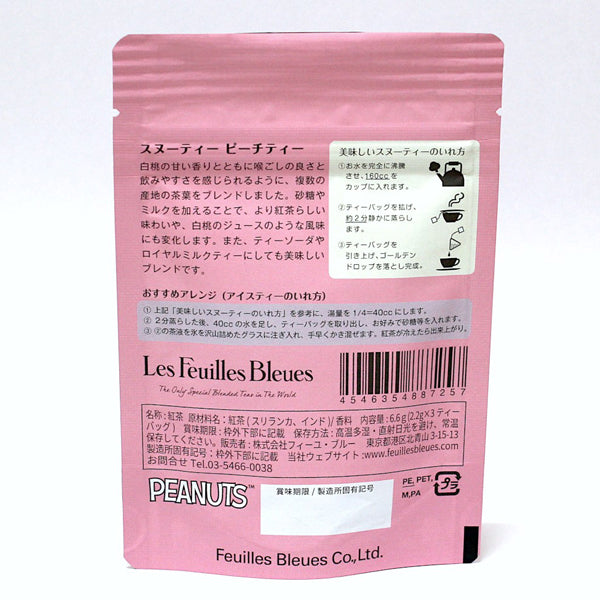 スヌーティー ピーチティー
白桃の甘い香りとともに喉ごしの良さと
飲みやすさを感じられるように、複数の
産地の茶葉をブレンドしました。砂糖や
ミルクを加えることで、より紅茶らしい
味わいや、白桃のジュースのような風味
にも変化します。また、ティーソーダや
ロイヤルミルクティーにしても美味しい
ブレンドです。
美味しいスヌーティーのいれ方
①お水を完全に沸騰
させ、160ccを
カップに入れます。
②ティーバッグを拡げ、
約2分静かに蒸らし
ます。
③ティーバッグを
引き上げ、ゴールデン
ドロップを落とし完成。
おすすめアレンジ (アイスティーのいれ方)
① 上記「美味しいスヌーティーのいれ方」を参考に、湯量を1/4=40ccにします。
② 2分蒸らした後、40ccの水を足し、ティーバッグを取り出し、お好みで砂糖等を入れます。
③ ②の茶液を氷を沢山詰めたグラスに注ぎ入れ、手早くかき混ぜます。紅茶が冷えたら出来上がり。
Les Feuilles Bleues
The Only Special Blended Teas in The World
4546354887257
名称:紅茶 原材料名:紅茶(スリランカ、インド)/香料 内容量:6.6g(2.2g×3ティー
バッグ) 賞味期限:枠外下部に記載 保存方法:高温多湿・直射日光を避け、常温
保存してください。販売者:株式会社フィーユ・ブルー 東京都港区北青山3-15-13
製造所固有記号:枠外下部に記載 当社ウェブサイト:www.feuillesbleues.com
お問合せ Tel.03-5466-0038
PEANUTS™
賞味期限 / 製造所固有記号
PE, PET,
M,PA
プラ
Feuilles Bleues Co.,Ltd.